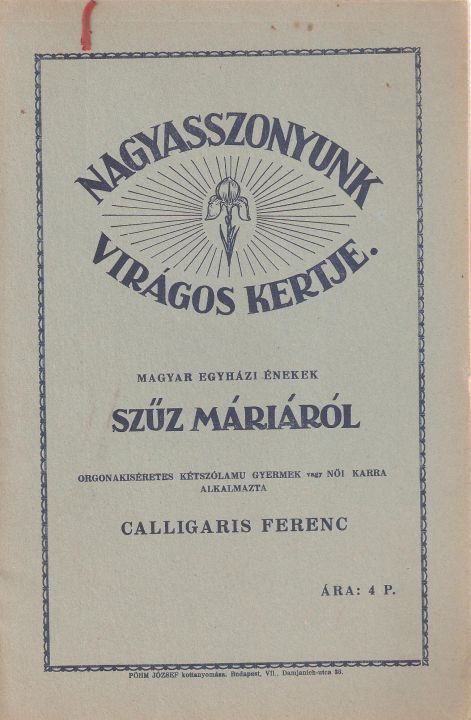 NAGYASSZONYUNK
VIRÁGOS KERTJE.
MAGYAR EGYHÁZI ÉNEKEK
SZŰZ MÁRIÁRÓL
ORGONAKISÉRETES KÉTSZÓLAMU GYERMEK vagy NŐI KARRA
ALKALMAZTA
CALLIGARIS FERENC
ÁRA: 4 P.
PÖHM JÓZSEF kottanyomása, Budapest, VII., Damjanich-utca